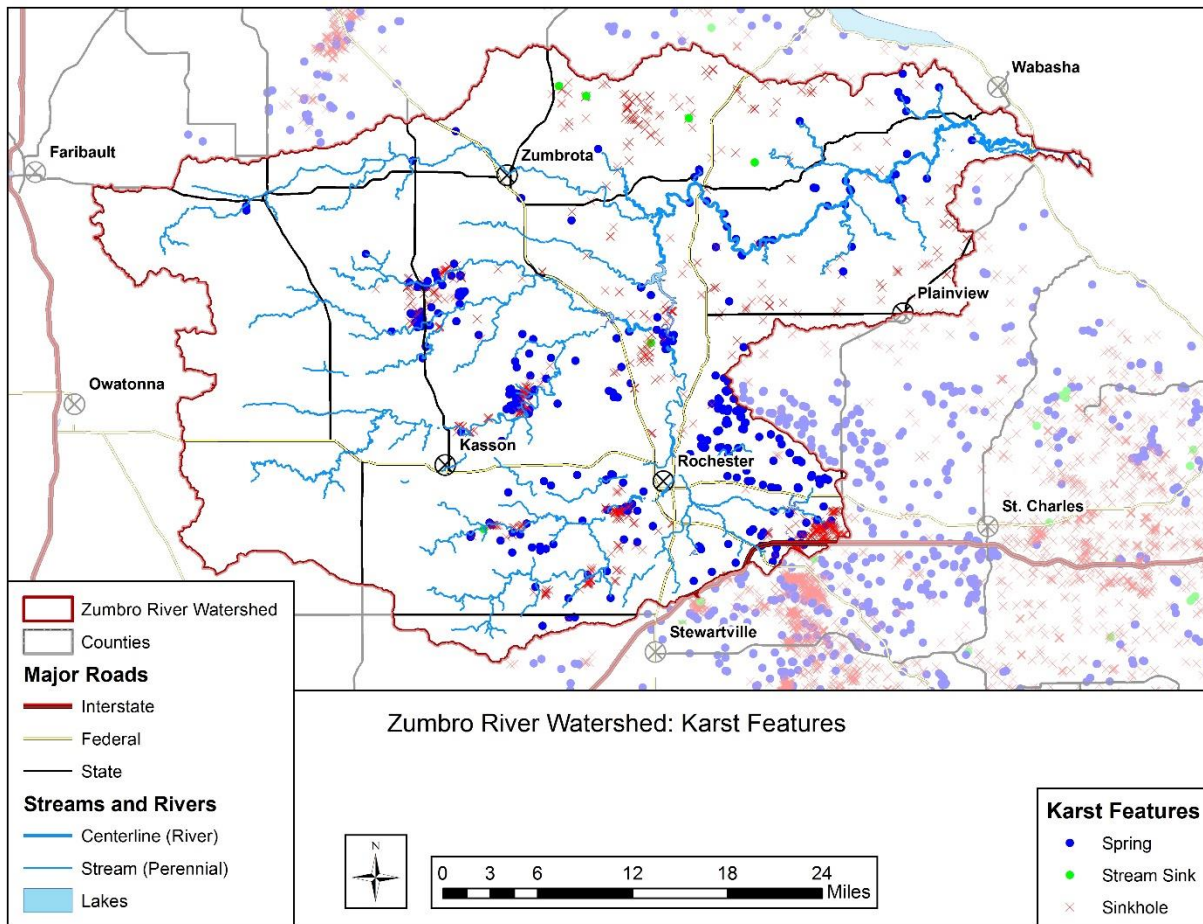 Wabasha
Faribault
Zumbrota
Plainview
Owatonna
Kasson
Rochester
St. Charles
Stewartville
Zumbro River Watershed
Counties
Major Roads
Interstate
Federal
State
Streams and Rivers
Centerline (River)
Stream (Perennial)
Lakes
Zumbro River Watershed: Karst Features
N
0 3 6 12 18 24
Miles
Karst Features
Spring
Stream Sink
Sinkhole